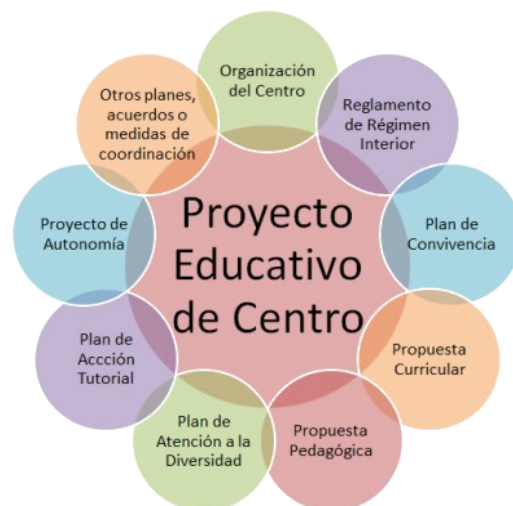 Proyecto
Educativo
de Centro
Organización
del Centro
Reglamento
de Régimen
Interior
Plan de
Convivencia
Propuesta
Curricular
Propuesta
Pedagógica
Plan de
Atención a la
Diversidad
Plan de
Accción
Tutorial
Proyecto de
Autonomía
Otros planes,
acuerdos o
medidas de
coordinación